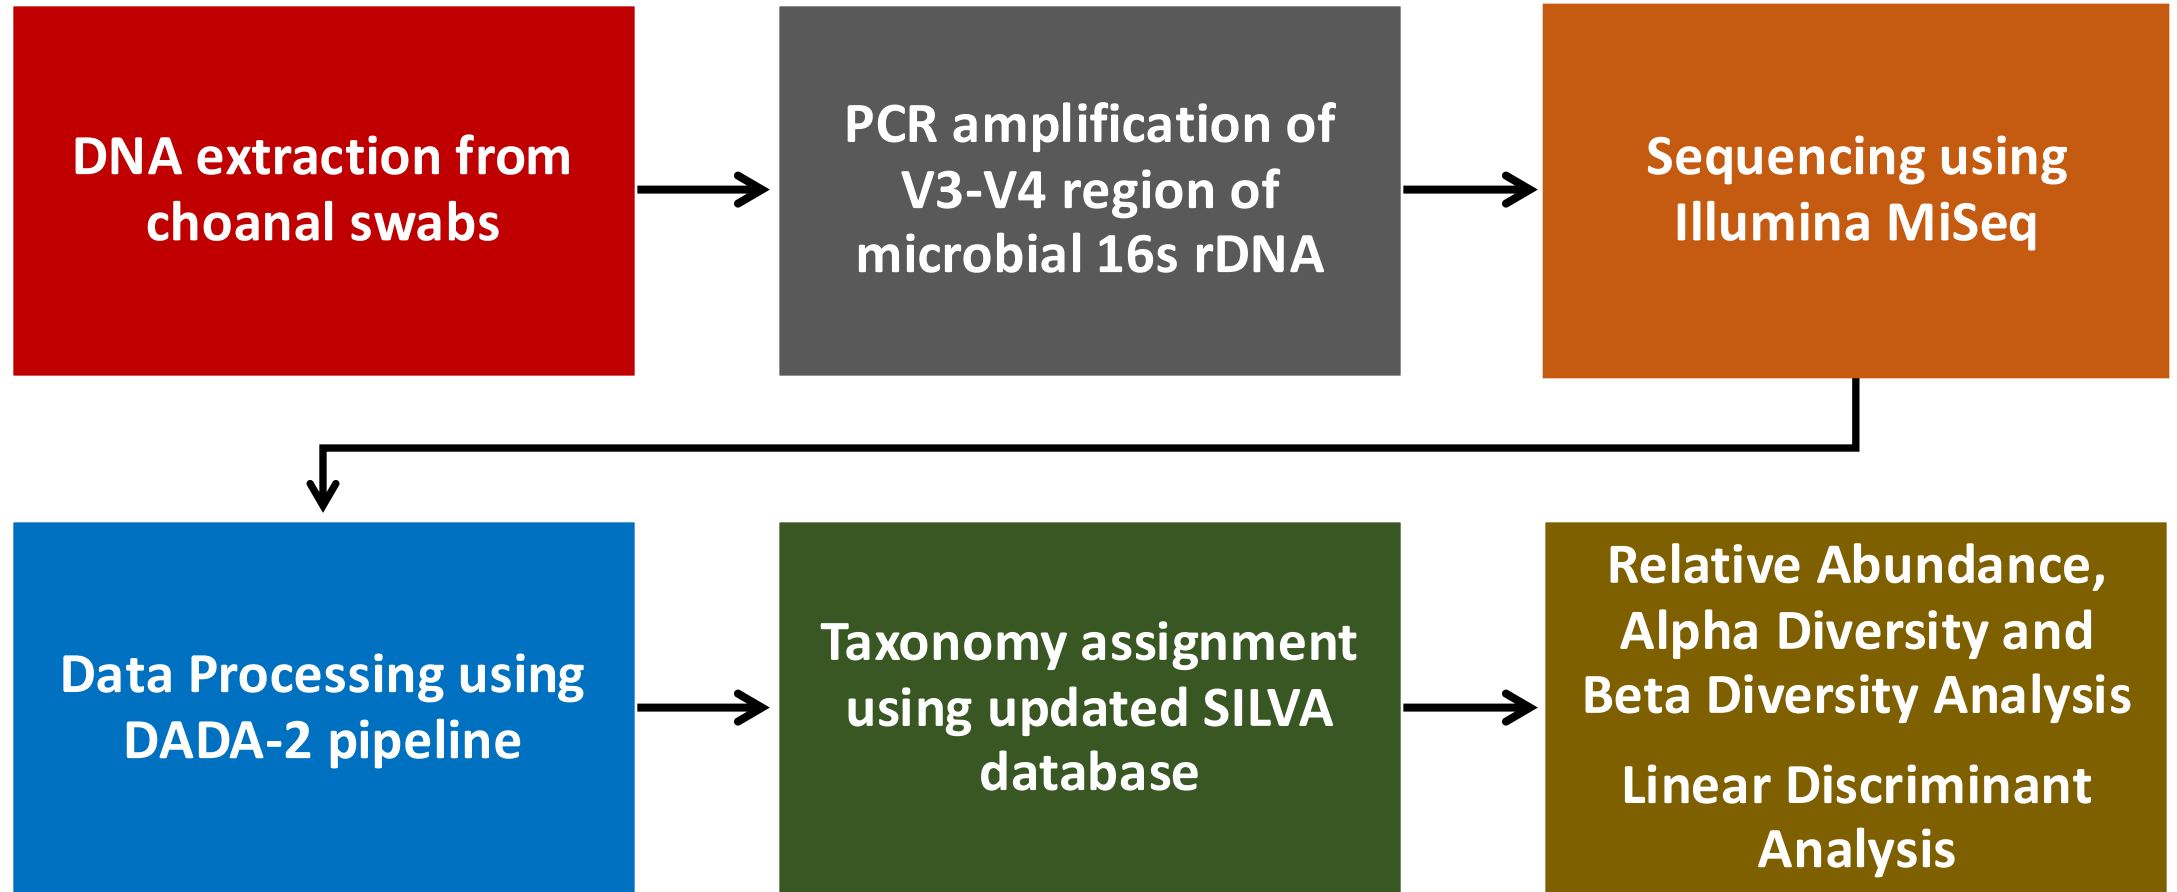 DNA extraction from
choanal swabs
PCR amplification of
V3-V4 region of
microbial 16s rDNA
Sequencing using
Illumina MiSeq
Data Processing using
DADA-2 pipeline
Taxonomy assignment
using updated SILVA
database
Relative Abundance,
Alpha Diversity and
Beta Diversity Analysis
Linear Discriminant
Analysis